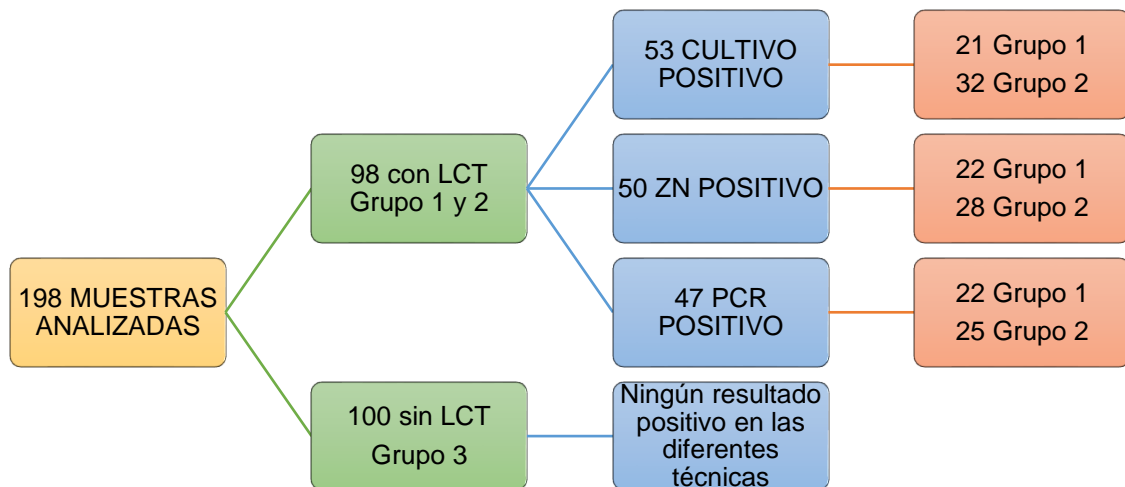 198 MUESTRAS
ANALIZADAS
98 con LCT
Grupo 1 y 2
53 CULTIVO
POSITIVO
21 Grupo 1
32 Grupo 2
50 ZN POSITIVO
22 Grupo 1
28 Grupo 2
47 PCR
POSITIVO
22 Grupo 1
25 Grupo 2
100 sin LCT
Grupo 3
Ningún resultado
positivo en las
diferentes
técnicas